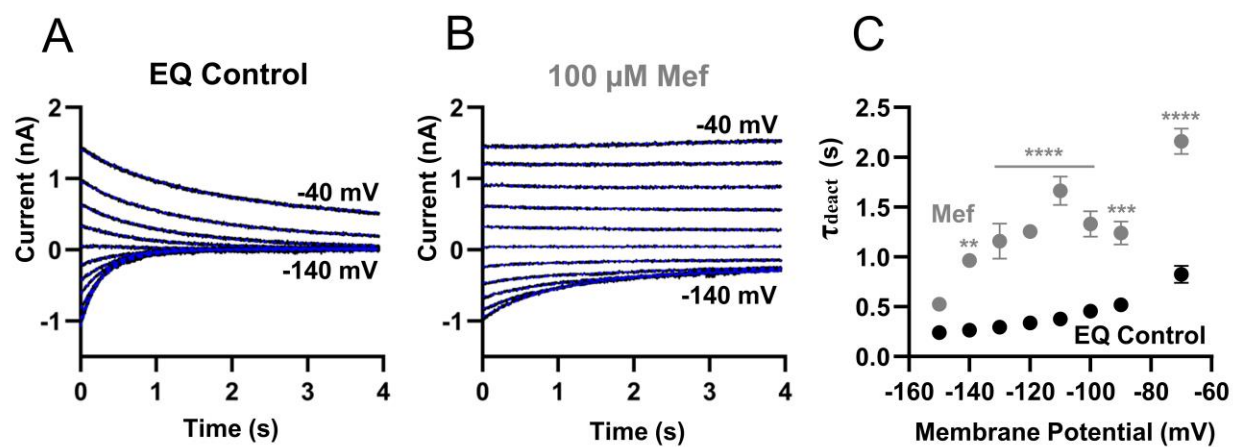 A
EQ Control
Current (nA)
2
1
0
-1
-40 mV
-140 mV
0
1
2
3
4
Time (s)
B
100 µM Mef
Current (nA)
2
1
0
-1
-40 mV
-140 mV
0
1
2
3
4
Time (s)
C
τdeact (s)
2.5
2.0
1.5
1.0
0.5
0.0
Mef
**
****
***
****
EQ Control
-160 -140 -120 -100 -80 -60
Membrane Potential (mV)